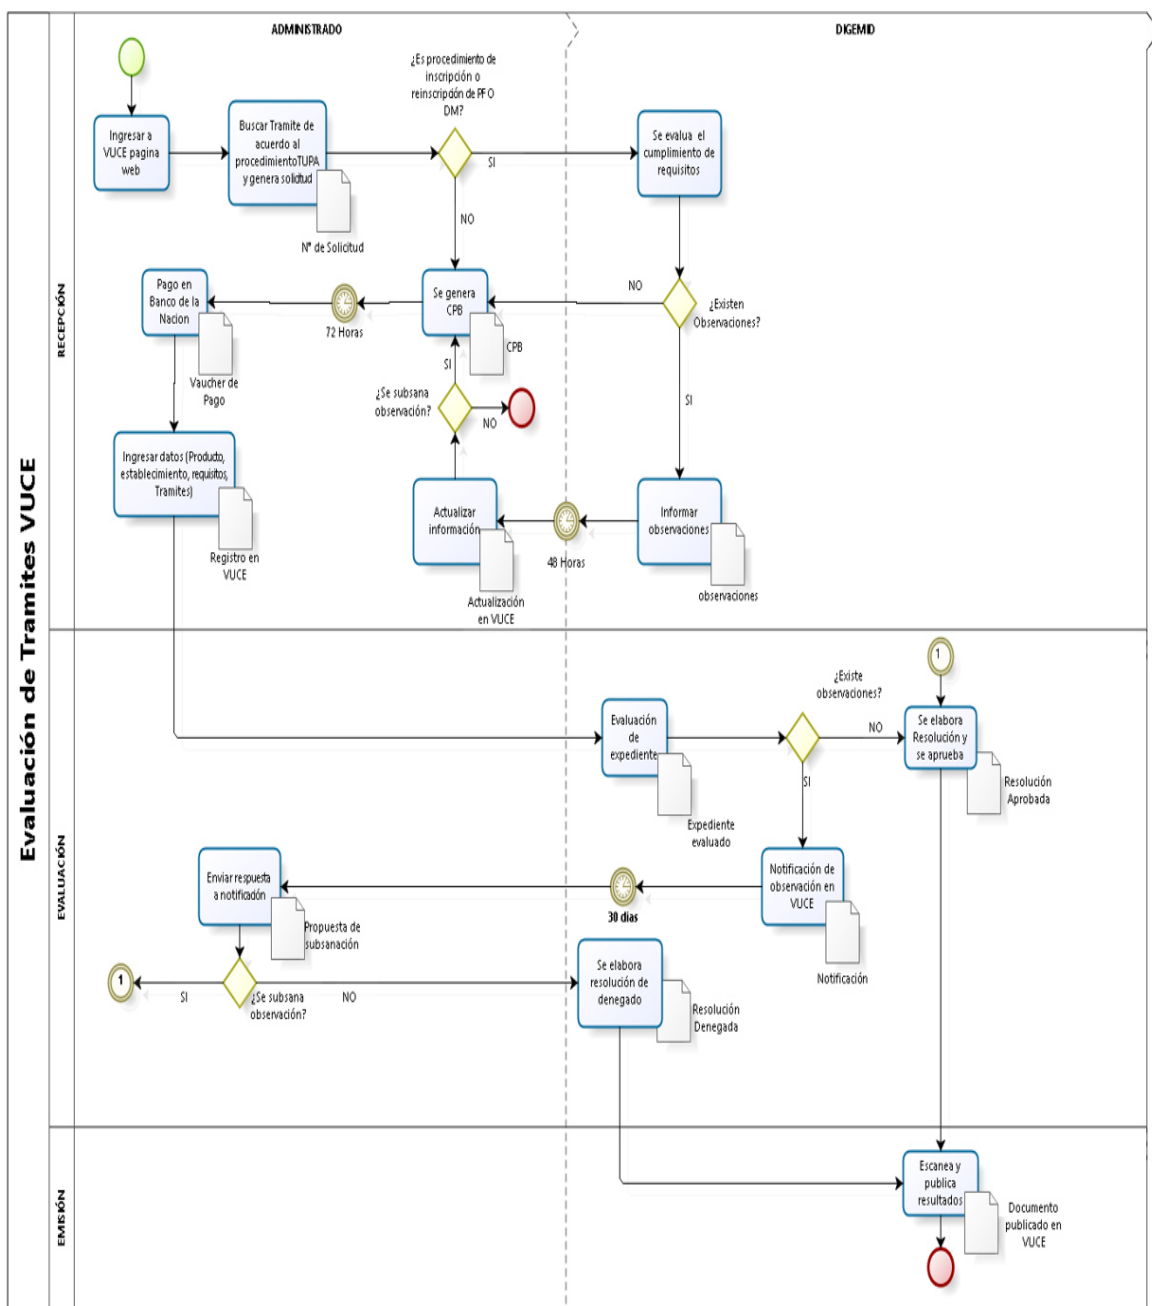 Evaluación de Tramites VUCE
ADMINISTRADO
DIGEMID
RECEPCIÓN
Ingresar a
VUCE pagina
web
Buscar Tramite de
acuerdo al
procedimientoTUPA
y genera solicitud
N° de Solicitud
¿Es procedimiento de
inscripción o
reinscripción de PF O
DM?
SI
NO
Se evalua el
cumplimiento de
requisitos
¿Existen
Observaciones?
NO
SI
Se genera
CPB
CPB
72 Horas
Pago en
Banco de la
Nacion
Vaucher de
Pago
¿Se subsana
observación?
SI
NO
Ingresar datos (Producto,
establecimiento, requisitos,
Tramites)
Registro en
VUCE
Actualizar
información
Actualización
en VUCE
48 Horas
Informar
observaciones
observaciones
EVALUACIÓN
Evaluación
de
expediente
Expediente
evaluado
¿Existe
observaciones?
NO
SI
1
Se elabora
Resolución y
se aprueba
Resolución
Aprobada
Notificación de
observación en
VUCE
Notificación
30 dias
Enviar respuesta
a notificación
Propuesta de
subsanación
1
SI
¿Se subsana
observación?
NO
Se elabora
resolución de
denegado
Resolución
Denegada
EMISIÓN
Escanea y
publica
resultados
Documento
publicado en
VUCE